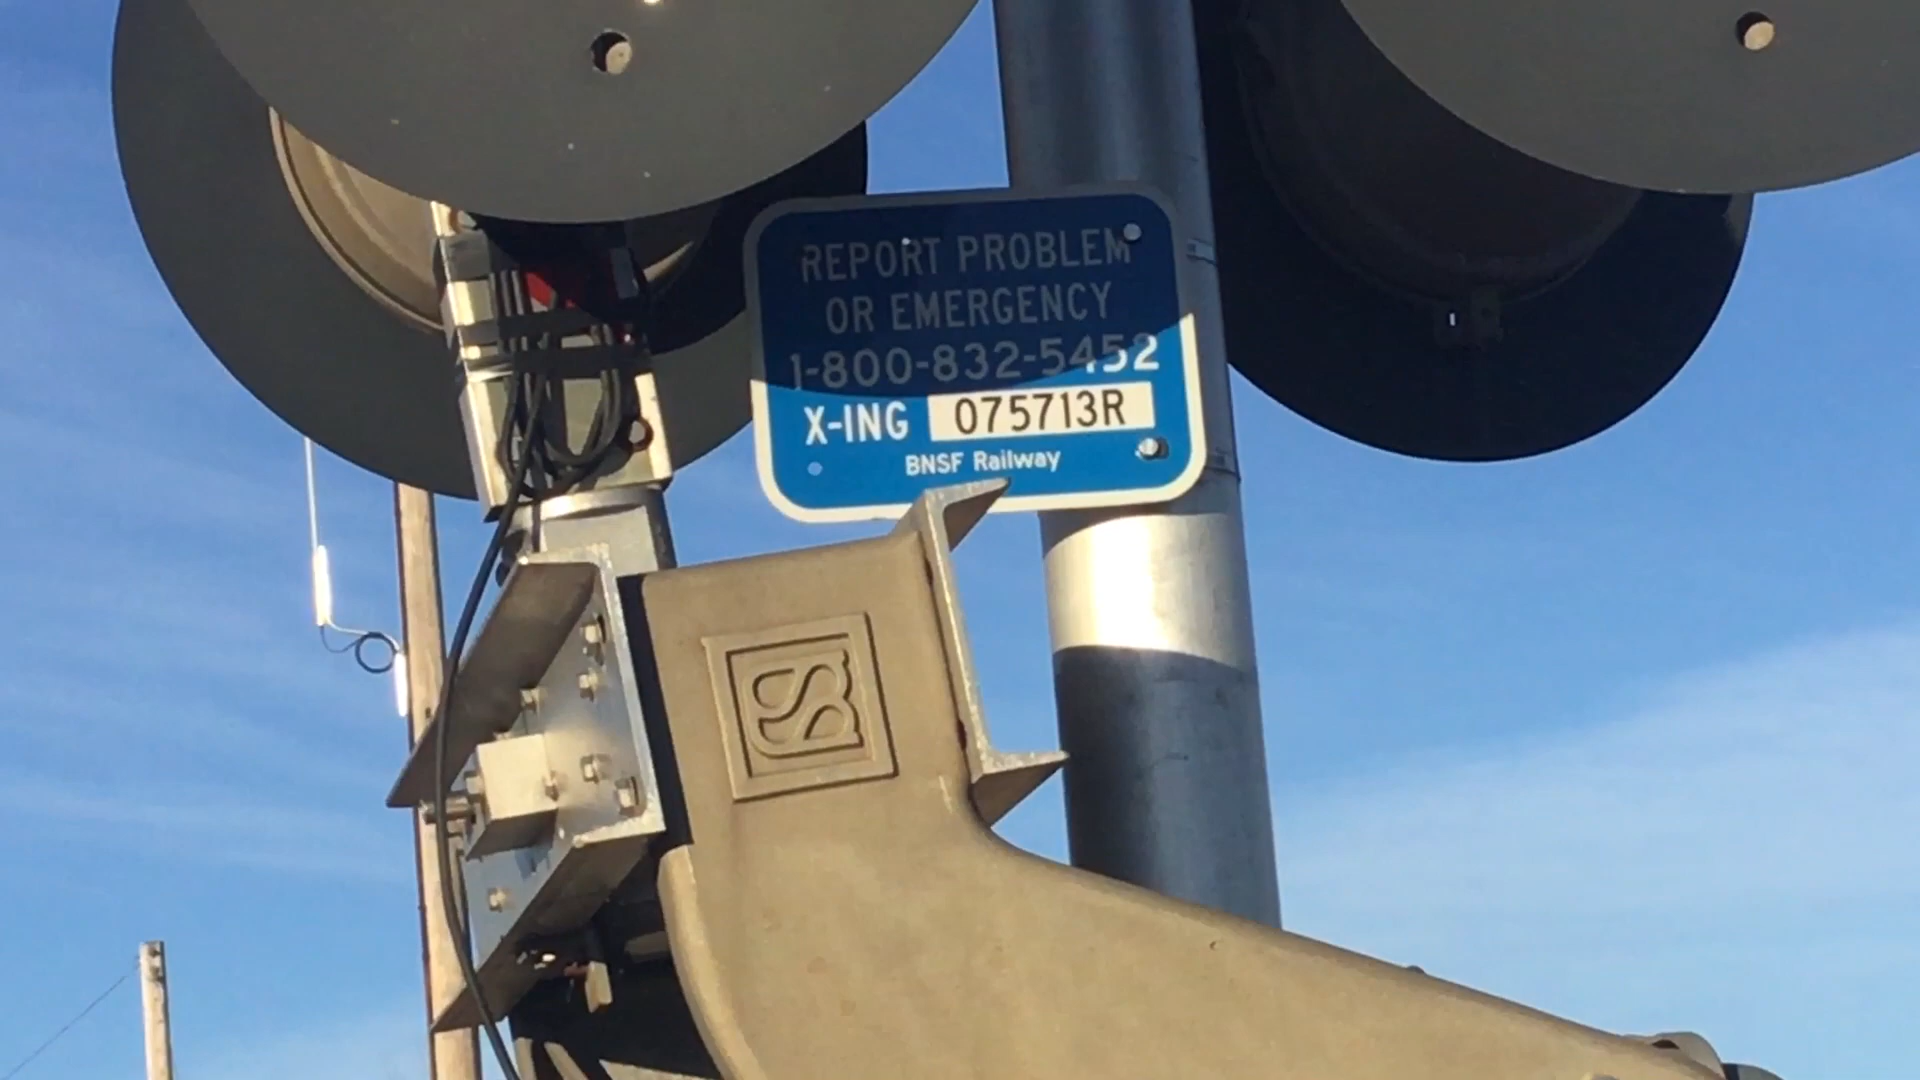 REPORT PROBLEM
OR EMERGENCY
1-800-832-5452
X-ING 075713R
BNSF Railway